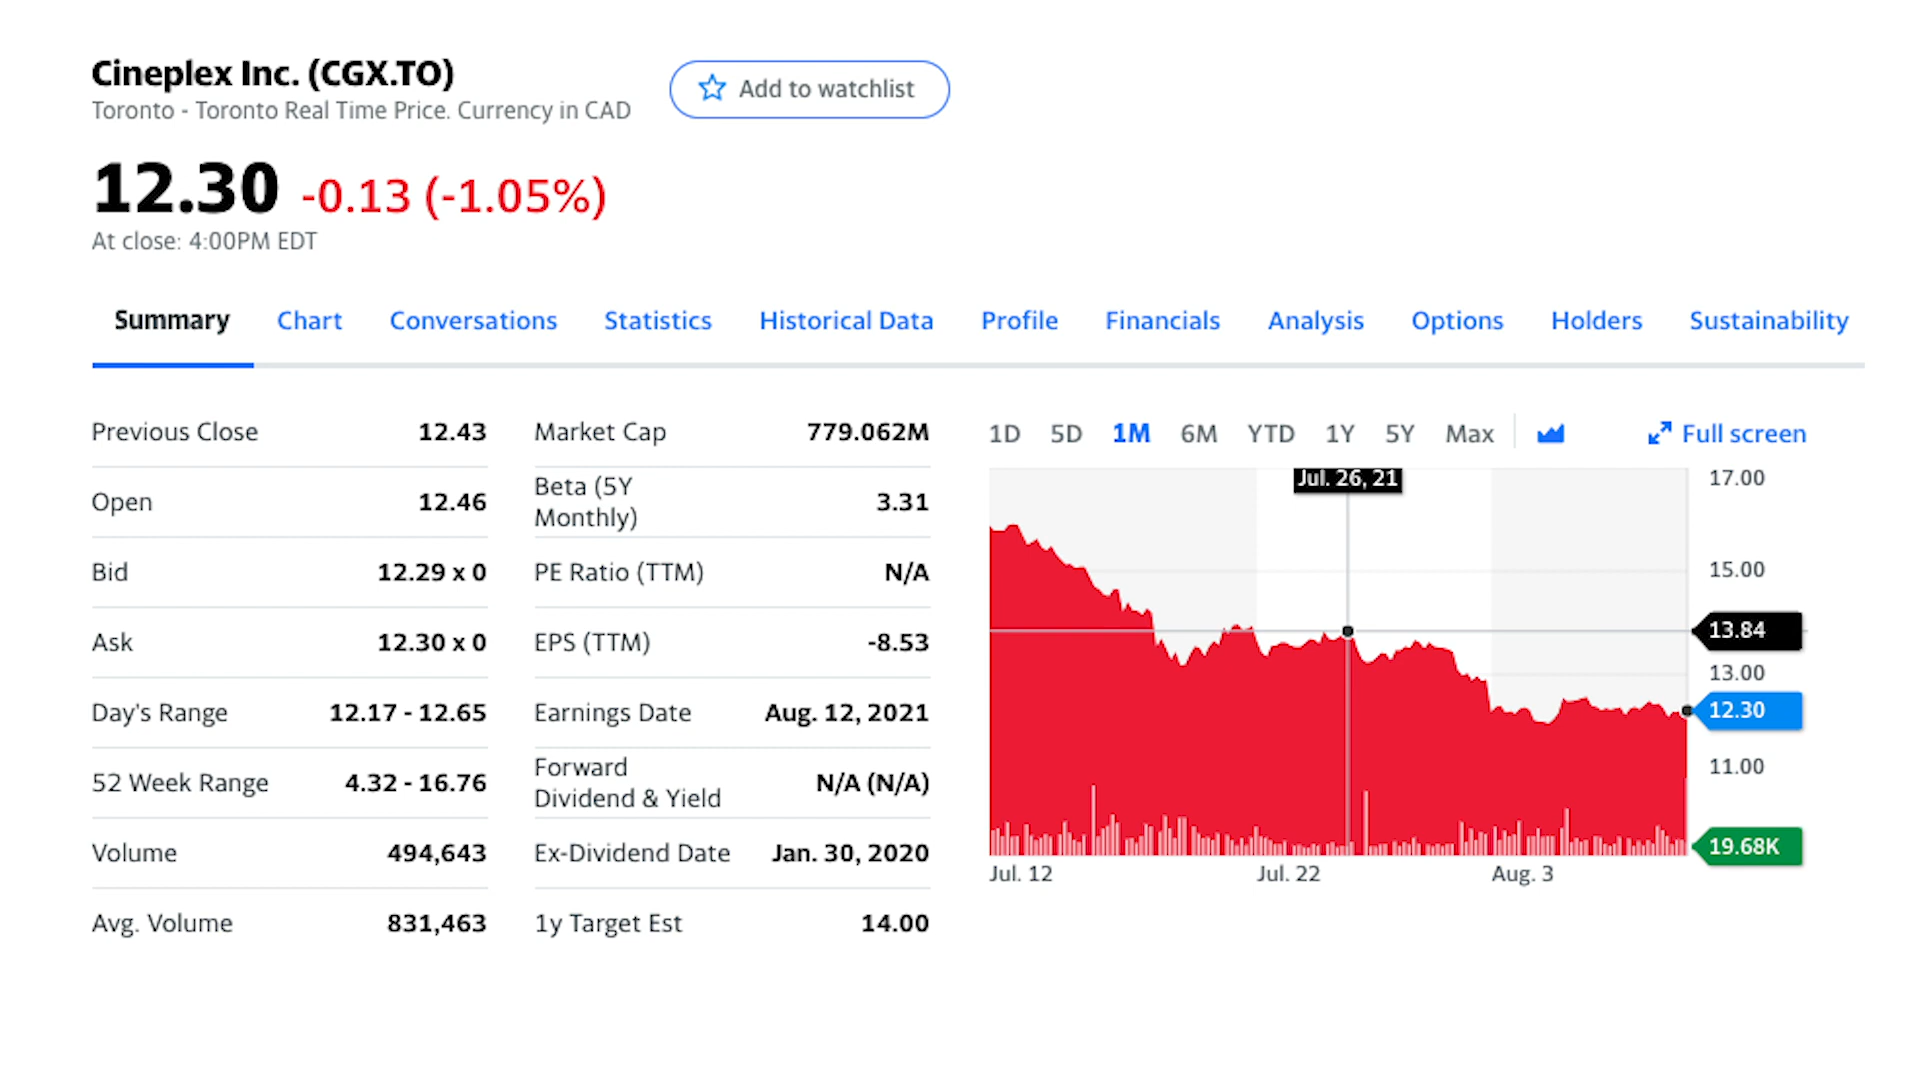 Cineplex Inc. (CGX.TO)
Toronto - Toronto Real Time Price. Currency in CAD
Add to watchlist
12.30 -0.13 (-1.05%)
At close: 4:00PM EDT
Summary Chart Conversations Statistics Historical Data Profile Financials Analysis Options Holders Sustainability
Previous Close 12.43
Open 12.46
Bid 12.29 x 0
Ask 12.30 x 0
Day's Range 12.17 - 12.65
52 Week Range 4.32 - 16.76
Volume 494,643
Avg. Volume 831,463
Market Cap 779.062M
Beta (5Y
Monthly) 3.31
PE Ratio (TTM) N/A
EPS (TTM) -8.53
Earnings Date Aug. 12, 2021
Forward
Dividend & Yield N/A (N/A)
Ex-Dividend Date Jan. 30, 2020
1y Target Est 14.00
1D 5D 1M 6M YTD 1Y 5Y Max Full screen
Jul. 26, 21
17.00
15.00
13.84
13.00
12.30
11.00
19.68K
Jul. 12 Jul. 22 Aug. 3